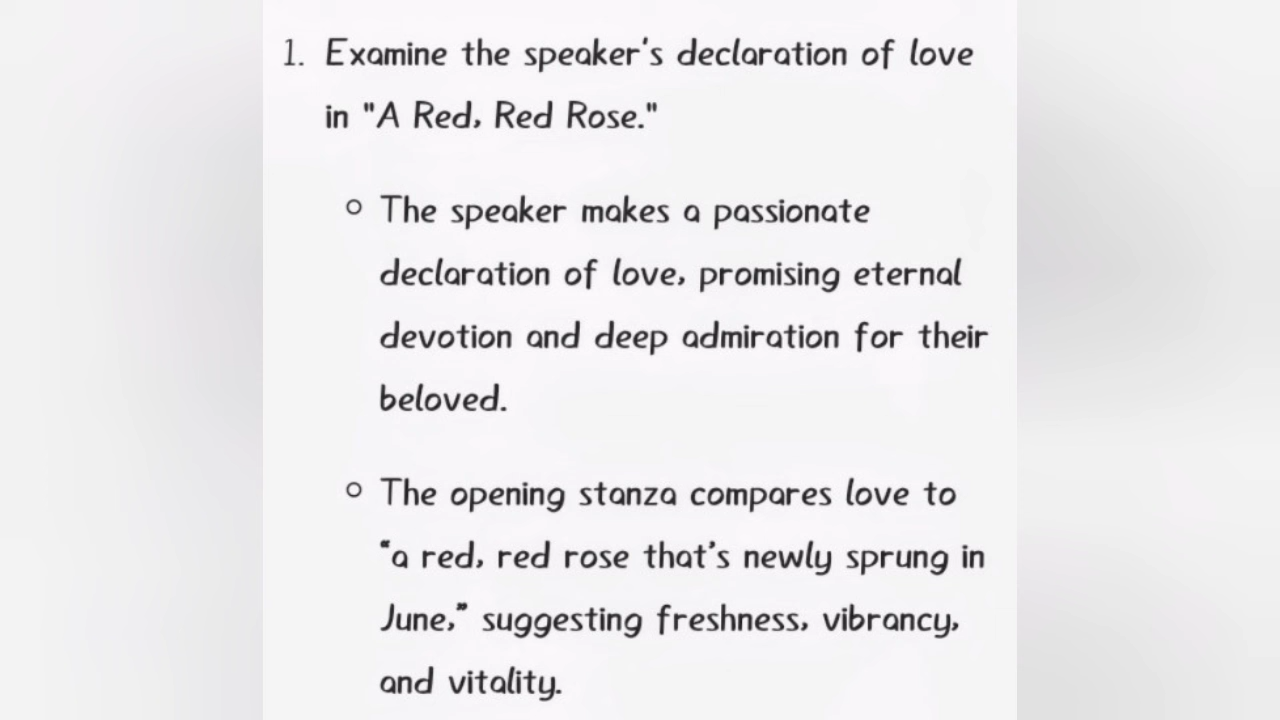 1. Examine the speaker's declaration of love
in "A Red, Red Rose."
○ The speaker makes a passionate
declaration of love, promising eternal
devotion and deep admiration for their
beloved.
○ The opening stanza compares love to
“a red, red rose that’s newly sprung in
June,” suggesting freshness, vibrancy,
and vitality.